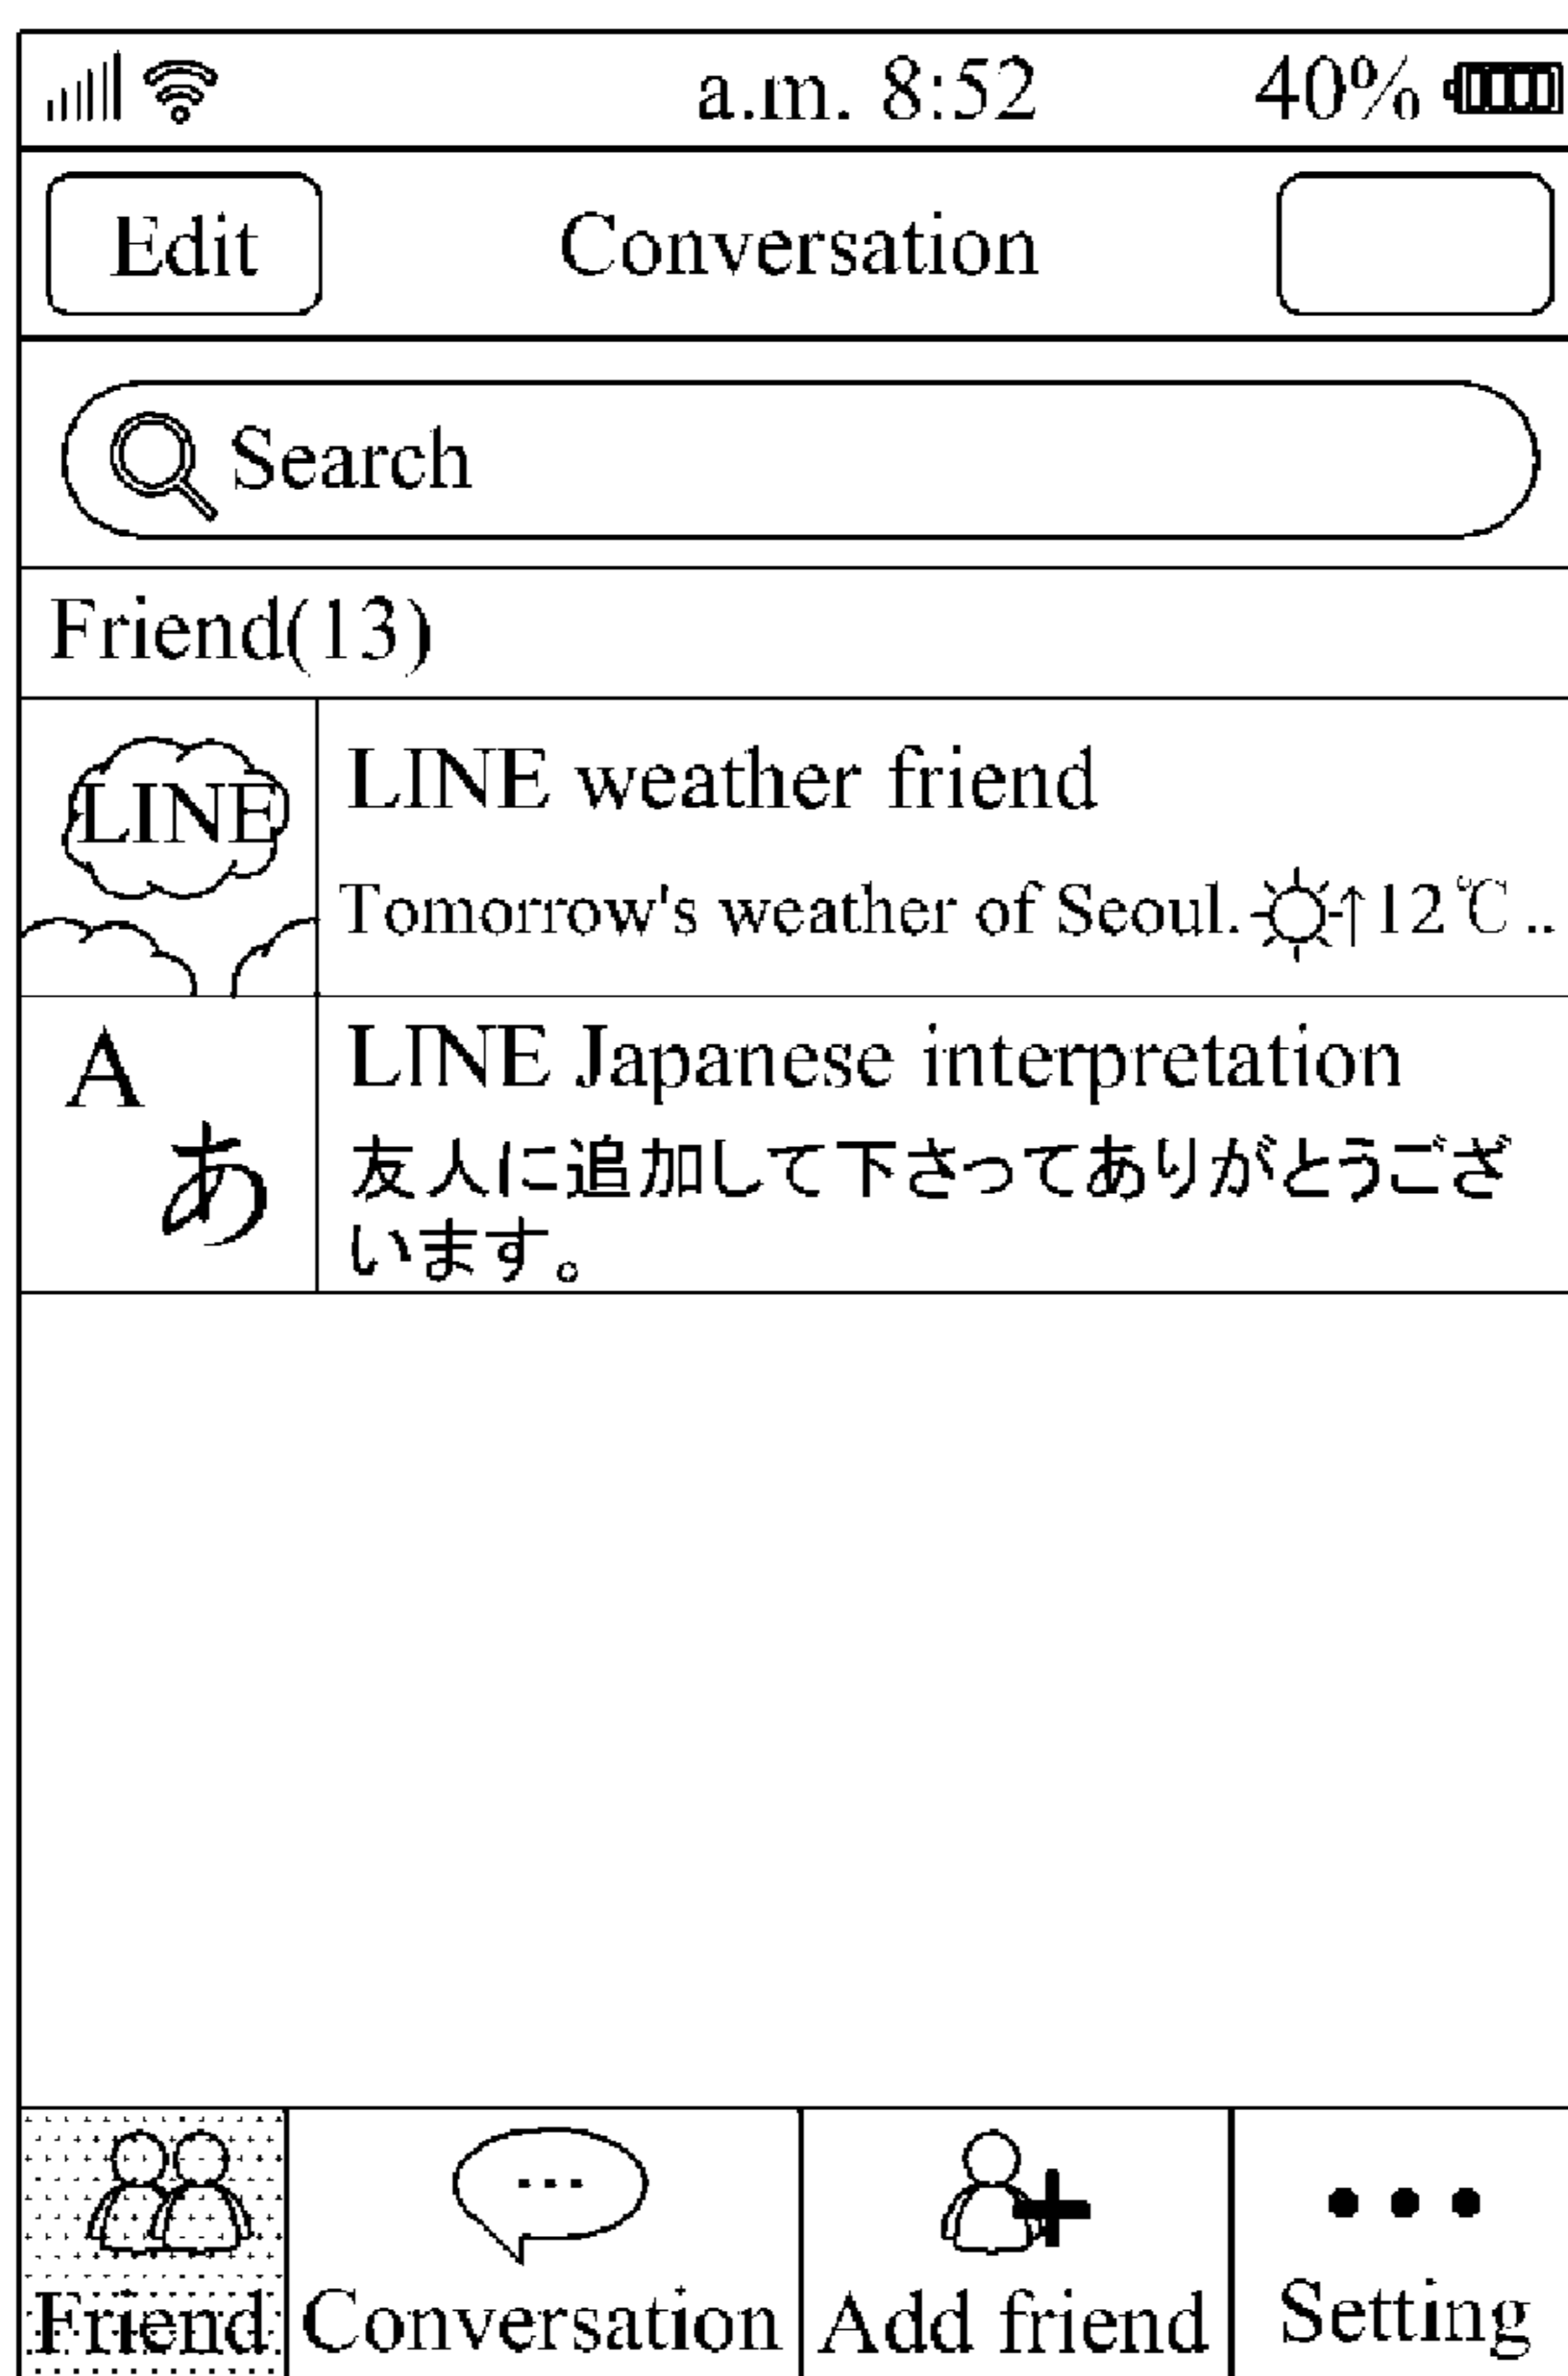 a.m. 8:52 40%
Edit Conversation
Search
Friend(13)
LINE
LINE weather friend
Tomorrow's weather of Seoul. ↑12℃ ..
A
あ
LINE Japanese interpretation
友人に追加して下さってありがとうござ
います。
Friend Conversation Add friend Setting